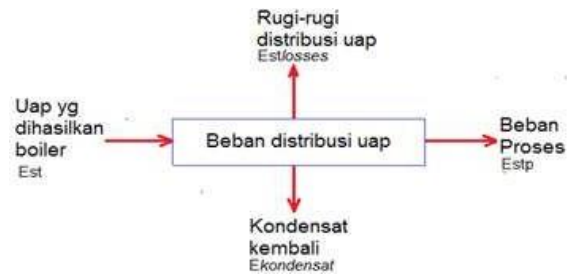 Rugi-rugi
distribusi uap
Estlosses
Uap yg
dihasilkan
boiler
Est
Beban distribusi uap
Beban
Proses
Estp
Kondensat
kembali
Ekondensat